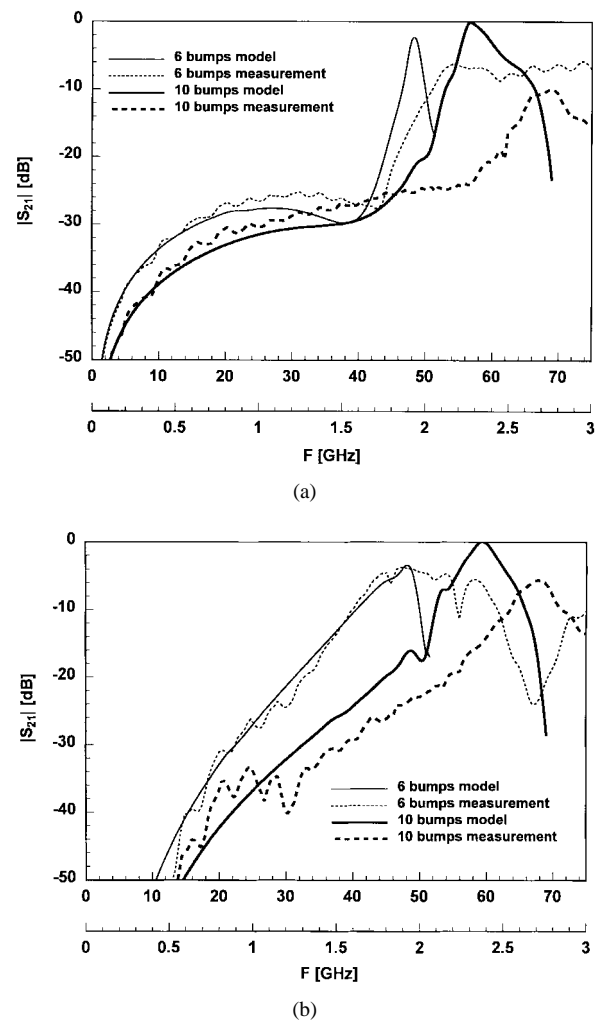 0
-10
-20
-30
-40
-50
|S21| [dB]
6 bumps model
6 bumps measurement
10 bumps model
10 bumps measurement
0 10 20 30 40 50 60 70
0 0.5 1 1.5 2 2.5 3
F [GHz]
(a)
0
-10
-20
-30
-40
-50
|S21| [dB]
6 bumps model
6 bumps measurement
10 bumps model
10 bumps measurement
0 10 20 30 40 50 60 70
0 0.5 1 1.5 2 2.5 3
F [GHz]
(b)